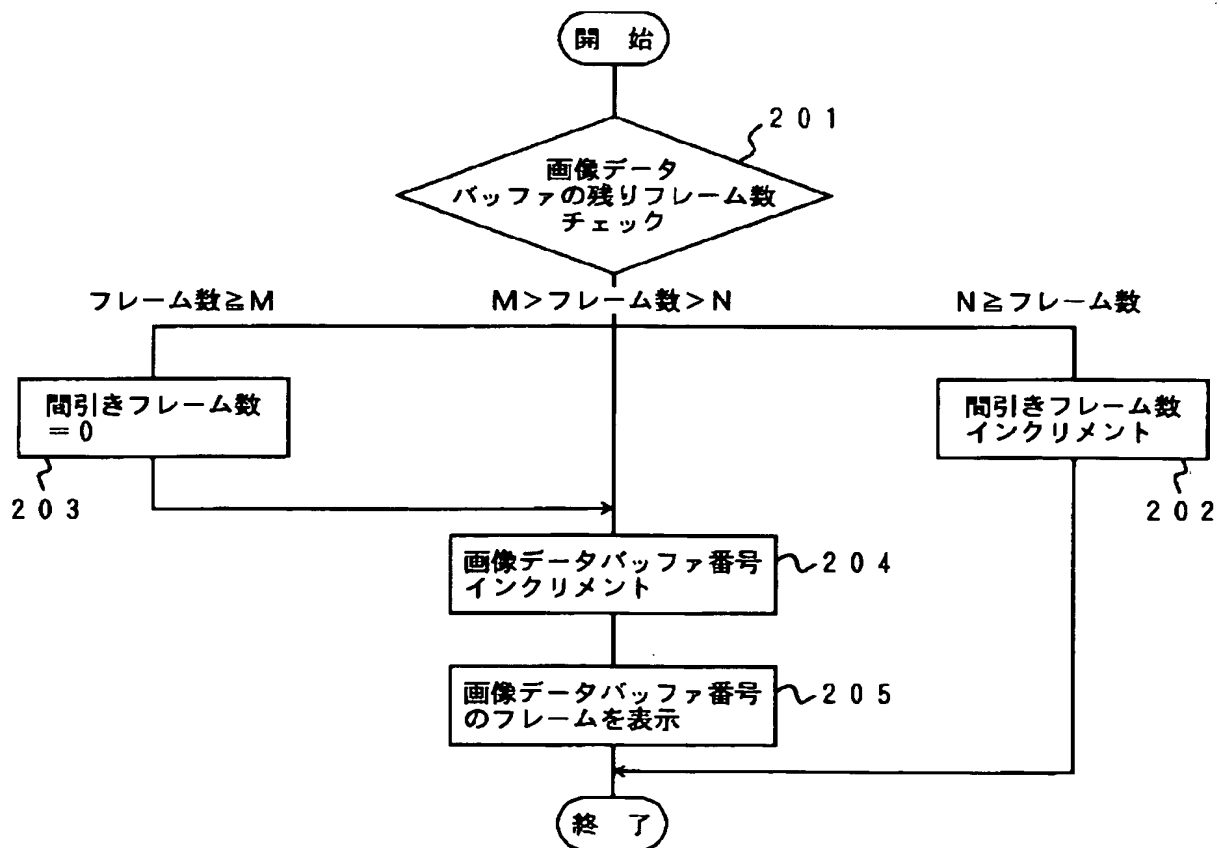 開 始
201
画像データ
バッファの残りフレーム数
チェック
フレーム数≧M
M>フレーム数>N
N≧フレーム数
間引きフレーム数
=0
203
間引きフレーム数
インクリメント
202
画像データバッファ番号
インクリメント
204
画像データバッファ番号
のフレームを表示
205
終 了